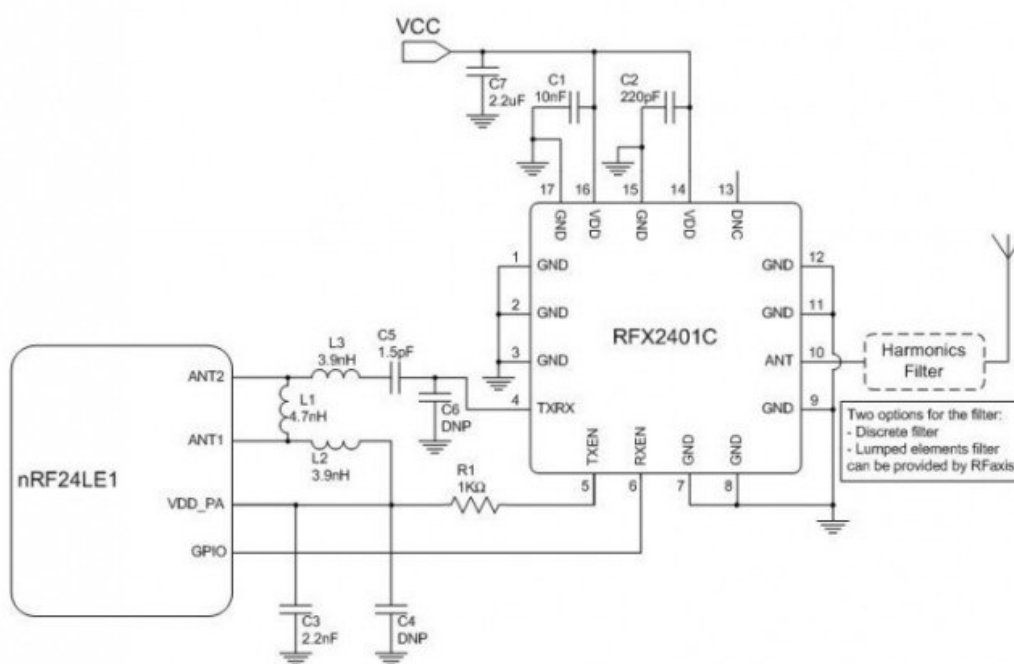 VCC
C7
2.2uF
C1
10nF
C2
220pF
17
16
15
14
13
GND
VDD
GND
VDD
DNC
1
GND
2
GND
3
GND
4
TXRX
RFX2401C
GND
12
GND
11
ANT
10
GND
9
TXEN
RXEN
GND
GND
5
6
7
8
Harmonics
Filter
Two options for the filter:
- Discrete filter
- Lumped elements filter
can be provided by RFaxis
nRF24LE1
ANT2
ANT1
VDD_PA
GPIO
L3
3.9nH
C5
1.5pF
L1
4.7nH
C6
DNP
L2
3.9nH
R1
1KΩ
C3
2.2nF
C4
DNP